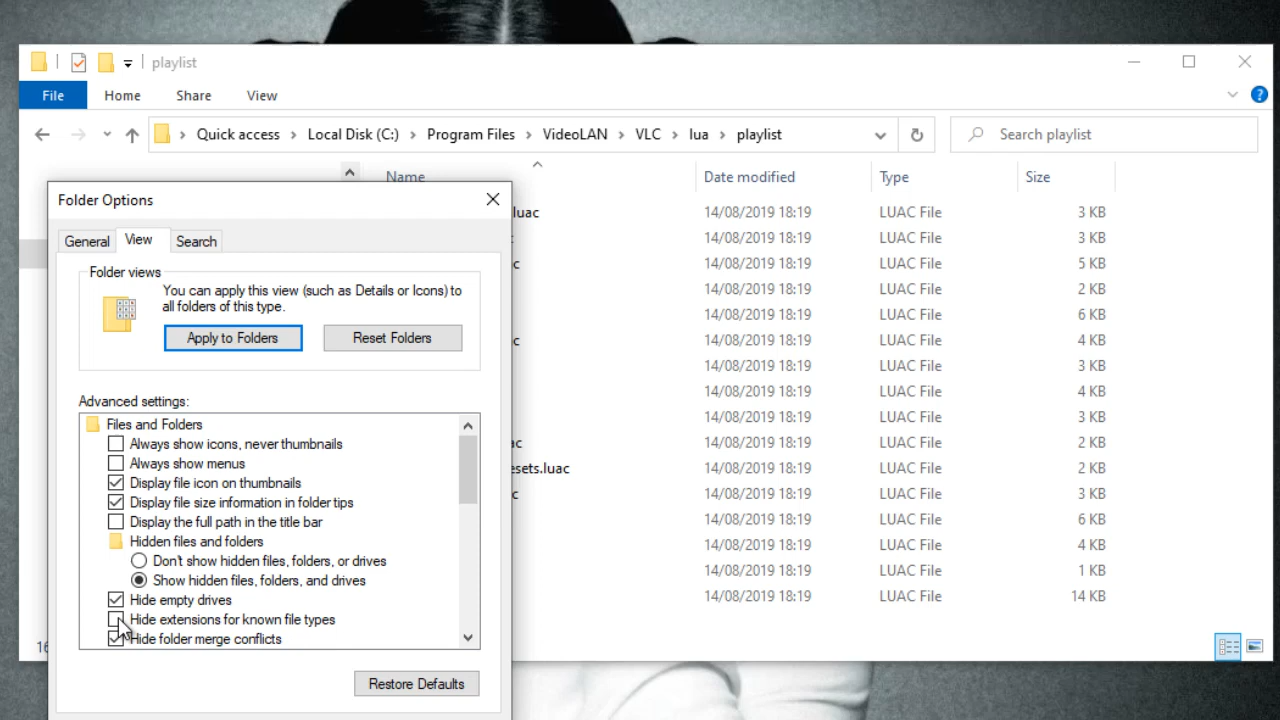 playlist
File Home Share View
Quick access Local Disk (C:) Program Files VideoLAN VLC lua playlist
Search playlist
Name Date modified Type Size
luac 14/08/2019 18:19 LUAC File 3 KB
14/08/2019 18:19 LUAC File 3 KB
c 14/08/2019 18:19 LUAC File 5 KB
14/08/2019 18:19 LUAC File 2 KB
14/08/2019 18:19 LUAC File 6 KB
c 14/08/2019 18:19 LUAC File 4 KB
14/08/2019 18:19 LUAC File 3 KB
14/08/2019 18:19 LUAC File 4 KB
14/08/2019 18:19 LUAC File 3 KB
ac 14/08/2019 18:19 LUAC File 2 KB
esets.luac 14/08/2019 18:19 LUAC File 2 KB
c 14/08/2019 18:19 LUAC File 3 KB
14/08/2019 18:19 LUAC File 6 KB
14/08/2019 18:19 LUAC File 4 KB
14/08/2019 18:19 LUAC File 1 KB
14/08/2019 18:19 LUAC File 14 KB
Folder Options
General View Search
Folder views
You can apply this view (such as Details or Icons) to
all folders of this type.
Apply to Folders Reset Folders
Advanced settings:
Files and Folders
Always show icons, never thumbnails
Always show menus
Display file icon on thumbnails
Display file size information in folder tips
Display the full path in the title bar
Hidden files and folders
Don't show hidden files, folders, or drives
Show hidden files, folders, and drives
Hide empty drives
Hide extensions for known file types
Hide folder merge conflicts
Restore Defaults